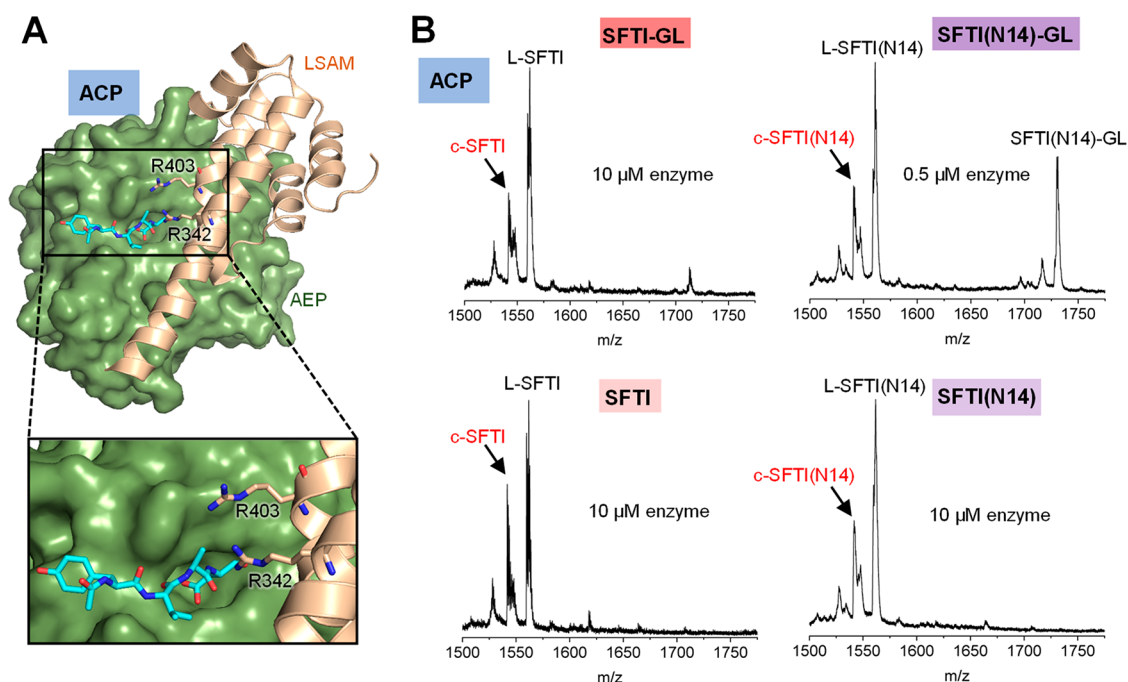 A
ACP
LSAM
R403
R342
AEP
R403
R342
B
ACP
SFTI-GL
L-SFTI
c-SFTI
10 µM enzyme
1500 1550 1600 1650 1700 1750
m/z
SFTI(N14)-GL
L-SFTI(N14)
c-SFTI(N14)
SFTI(N14)-GL
0.5 µM enzyme
1500 1550 1600 1650 1700 1750
m/z
SFTI
L-SFTI
c-SFTI
10 µM enzyme
1500 1550 1600 1650 1700 1750
m/z
SFTI(N14)
L-SFTI(N14)
c-SFTI(N14)
10 µM enzyme
1500 1550 1600 1650 1700 1750
m/z